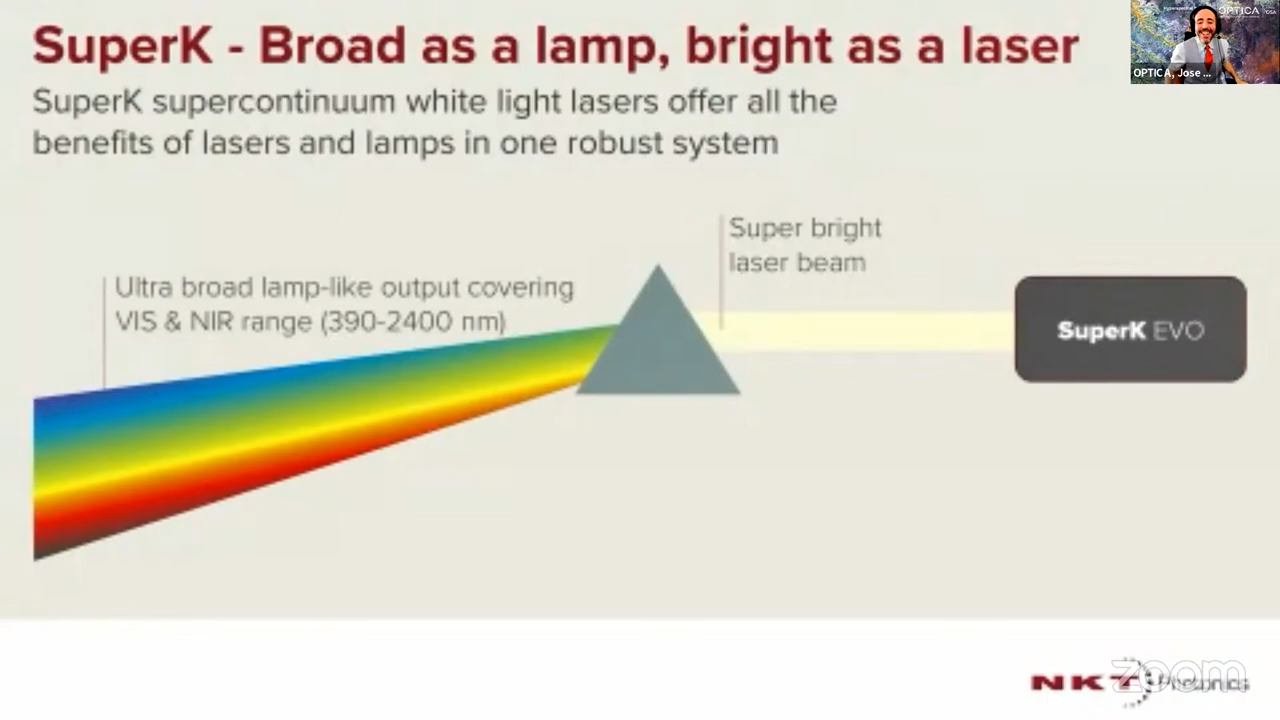 SuperK - Broad as a lamp, bright as a laser
SuperK supercontinuum white light lasers offer all the
benefits of lasers and lamps in one robust system
OPTICA
OPTICA, Jose ...
Super bright
laser beam
Ultra broad lamp-like output covering
VIS & NIR range (390-2400 nm)
SuperK EVO
NKT Photonics
zoom